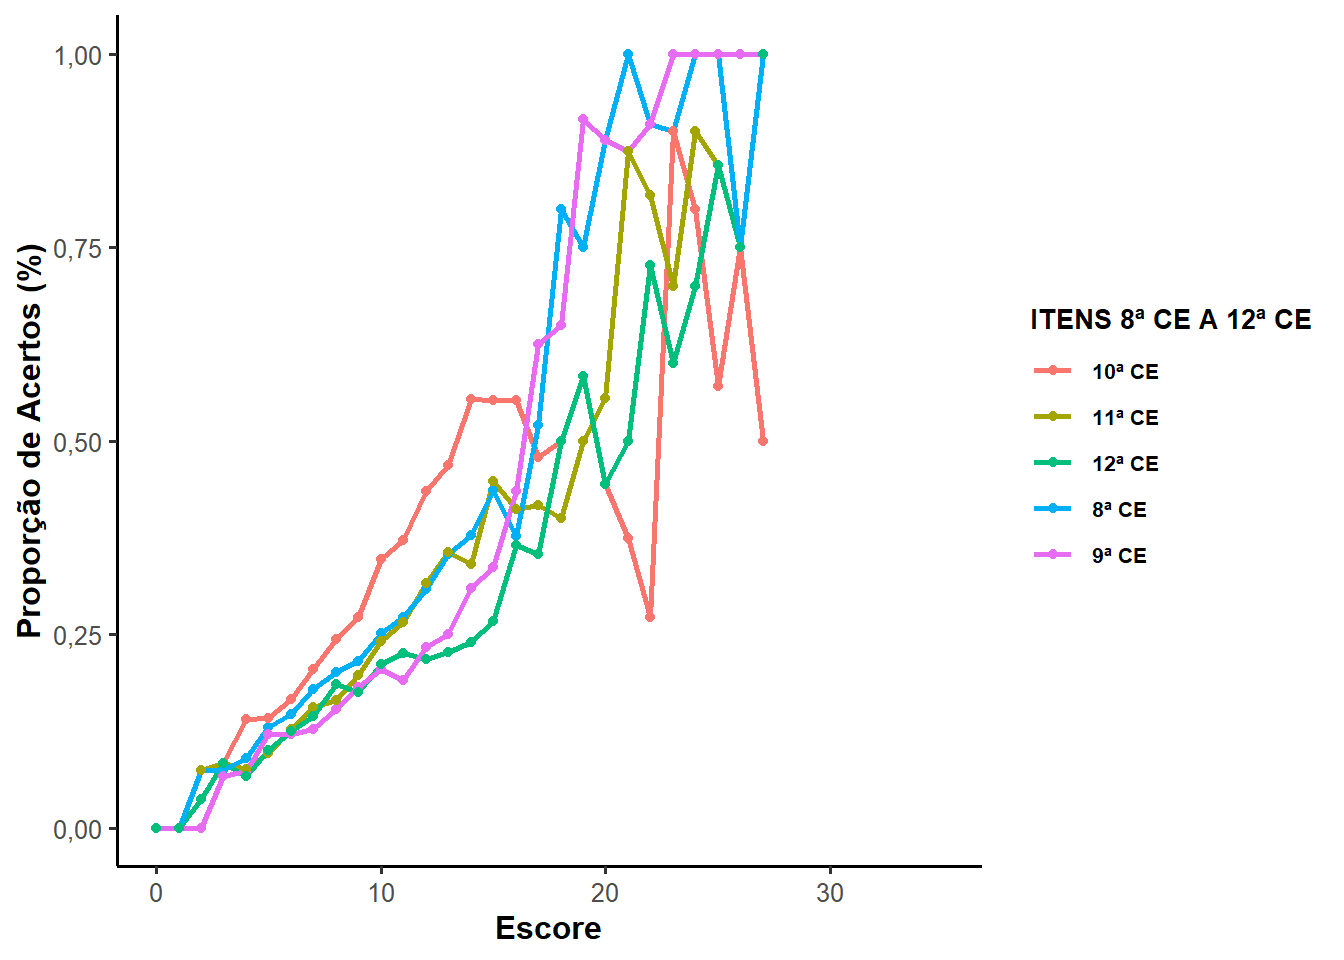 1,00
0,75
0,50
0,25
0,00
Proporção de Acertos (%)
0 10 20 30
Escore
ITENS 8ª CE A 12ª CE
10ª CE
11ª CE
12ª CE
8ª CE
9ª CE